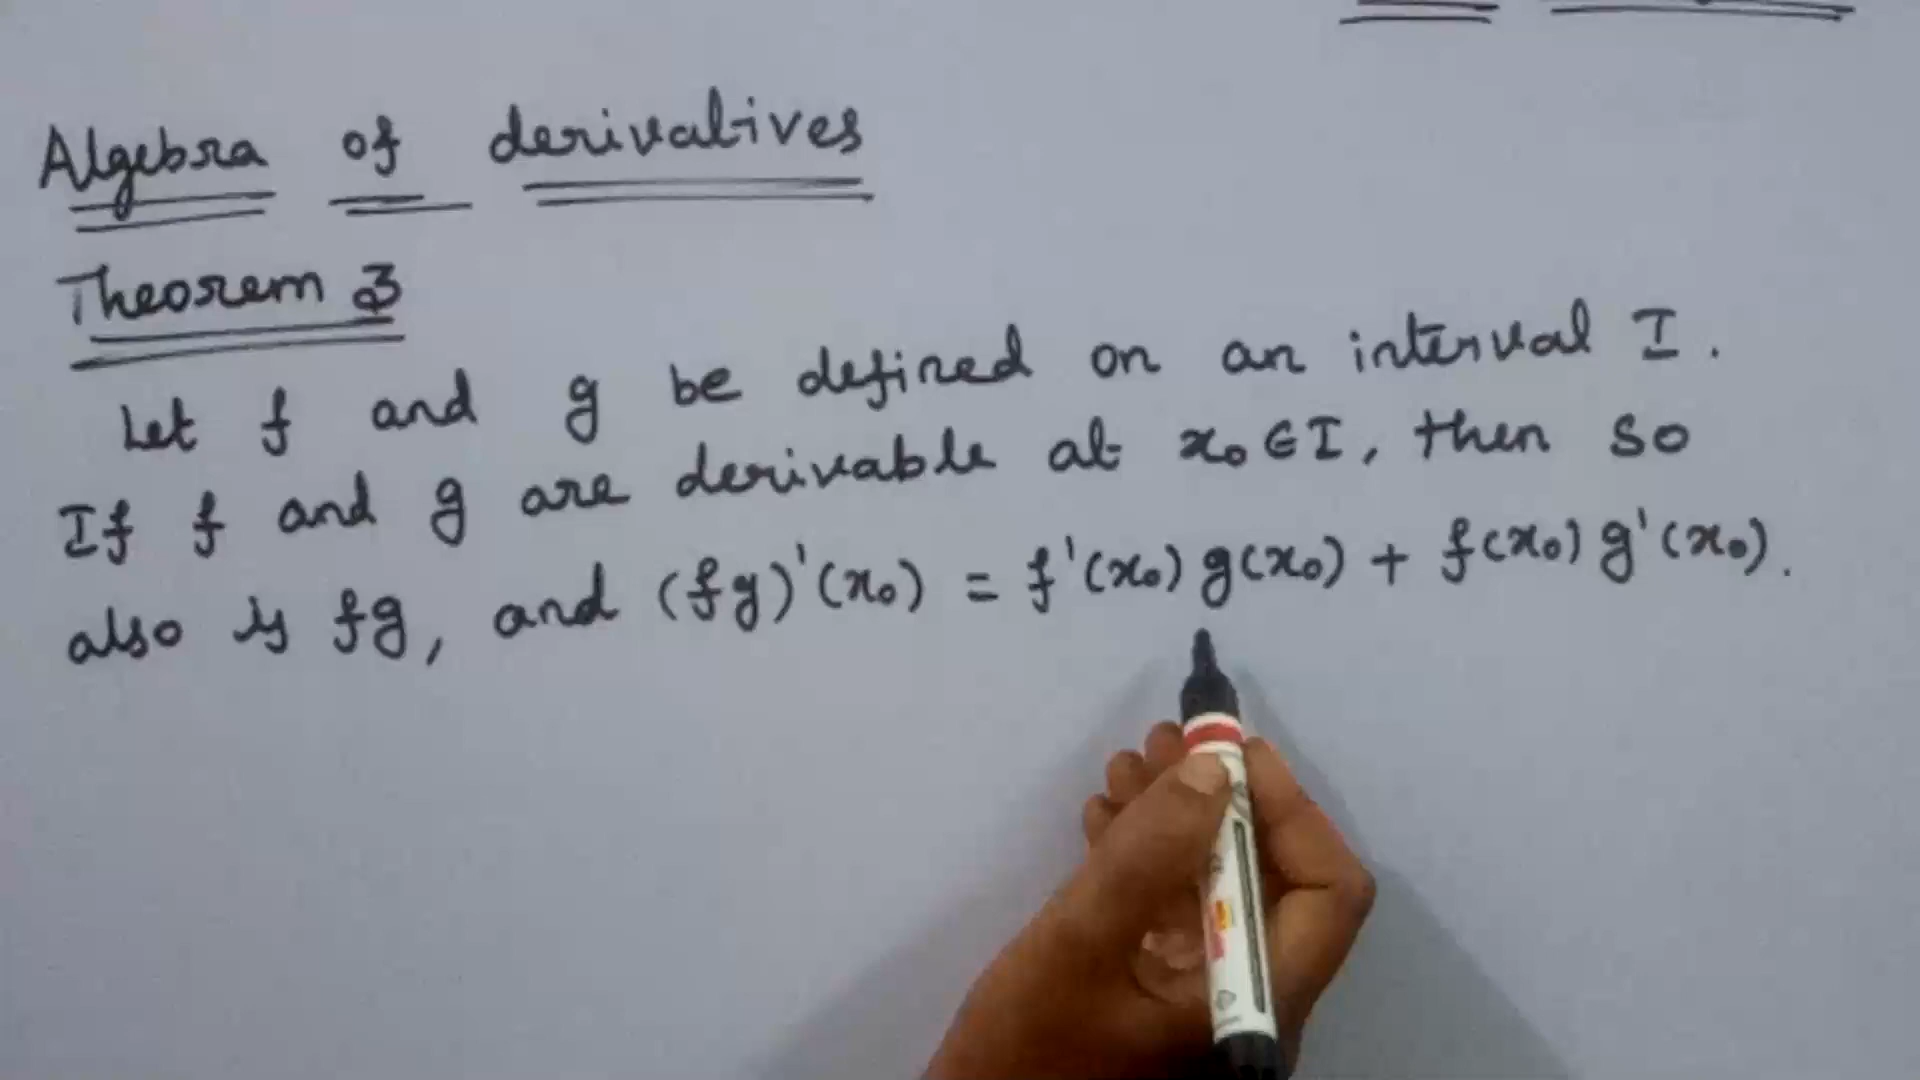 Algebra of derivatives
Theorem 3
Let f and g be defined on an interval I.
If f and g are derivable at x₀ ∈ I, then so
also is fg, and (fg)'(x₀) = f'(x₀) g(x₀) + f(x₀) g'(x₀).